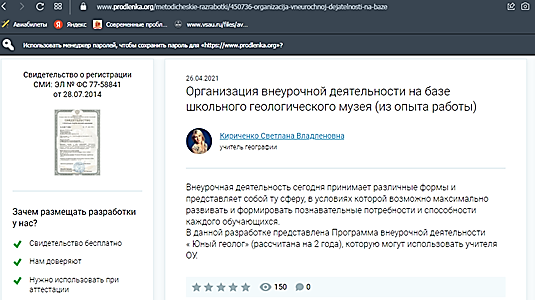 www.prodlenka.org/metodicheskie-razrabotki/450736-organizacija-vneurochnoj-dejatelnosti-na-baze
Авиабилеты Яндекс Современные пробл... www.vsau.ru/files/av...
Использовать менеджер паролей, чтобы сохранить пароль для «https://www.prodlenka.org»?
Свидетельство о регистрации
СМИ: ЭЛ № ФС 77-58841
от 28.07.2014
Зачем размещать разработки
у нас?
Свидетельство бесплатно
Нам доверяют
Нужно использовать при
аттестации
26.04.2021
Организация внеурочной деятельности на базе
школьного геологического музея (из опыта работы)
Кириченко Светлана Владленовна
учитель географии
Внеурочная деятельность сегодня принимает различные формы и
представляет собой ту сферу, в условиях которой возможно максимально
развивать и формировать познавательные потребности и способности
каждого обучающихся.
В данной разработке представлена Программа внеурочной деятельности
« Юный геолог» (рассчитана на 2 года), которую могут использовать учителя
ОУ.
150 0